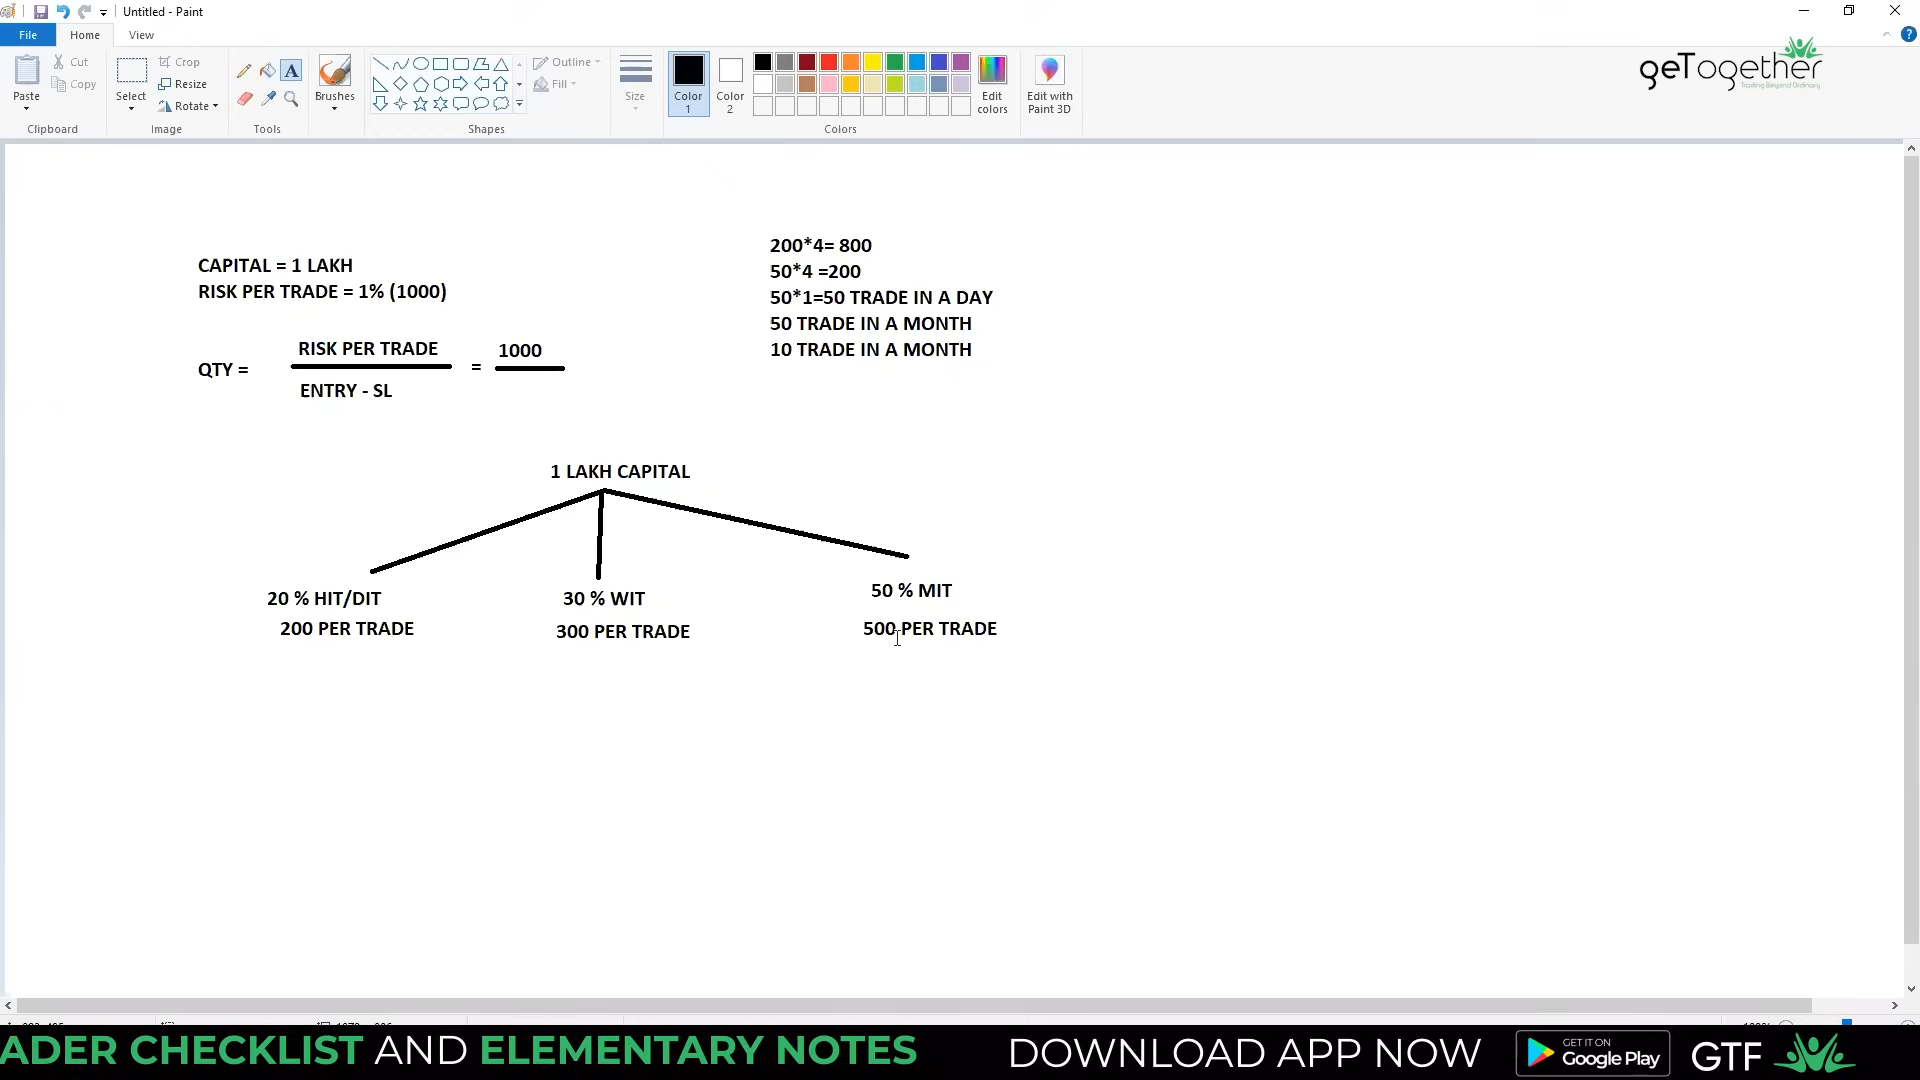 Untitled - Paint
File Home View
Paste
Cut
Copy
Clipboard
Select
Crop
Resize
Rotate
Image
Tools
Brushes
Shapes
Outline
Fill
Size
Color 1
Color 2
Edit colors
Colors
Edit with Paint 3D
geTogether
Trading Beyond Ordinary
CAPITAL = 1 LAKH
RISK PER TRADE = 1% (1000)
QTY = RISK PER TRADE = 1000
ENTRY - SL
200*4= 800
50*4 =200
50*1=50 TRADE IN A DAY
50 TRADE IN A MONTH
10 TRADE IN A MONTH
1 LAKH CAPITAL
20 % HIT/DIT
200 PER TRADE
30 % WIT
300 PER TRADE
50 % MIT
500 PER TRADE
ADER CHECKLIST AND ELEMENTARY NOTES
DOWNLOAD APP NOW
GET IT ON
Google Play
GTF